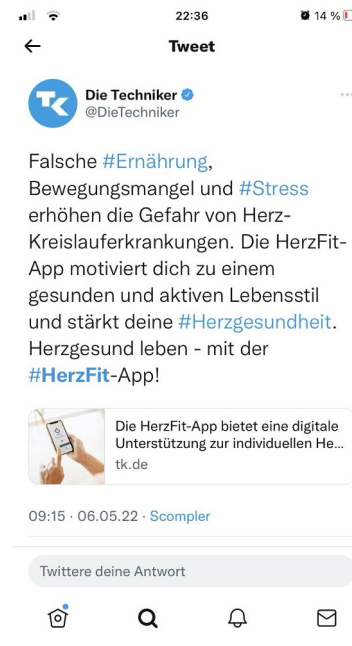 22:36
14 %
Tweet
TK
Die Techniker
@DieTechniker
Falsche #Ernährung,
Bewegungsmangel und #Stress
erhöhen die Gefahr von Herz-
Kreislauferkrankungen. Die HerzFit-
App motiviert dich zu einem
gesunden und aktiven Lebensstil
und stärkt deine #Herzgesundheit.
Herzgesund leben - mit der
#HerzFit-App!
Die HerzFit-App bietet eine digitale
Unterstützung zur individuellen He...
tk.de
09:15 · 06.05.22 · Scompler
Twittere deine Antwort